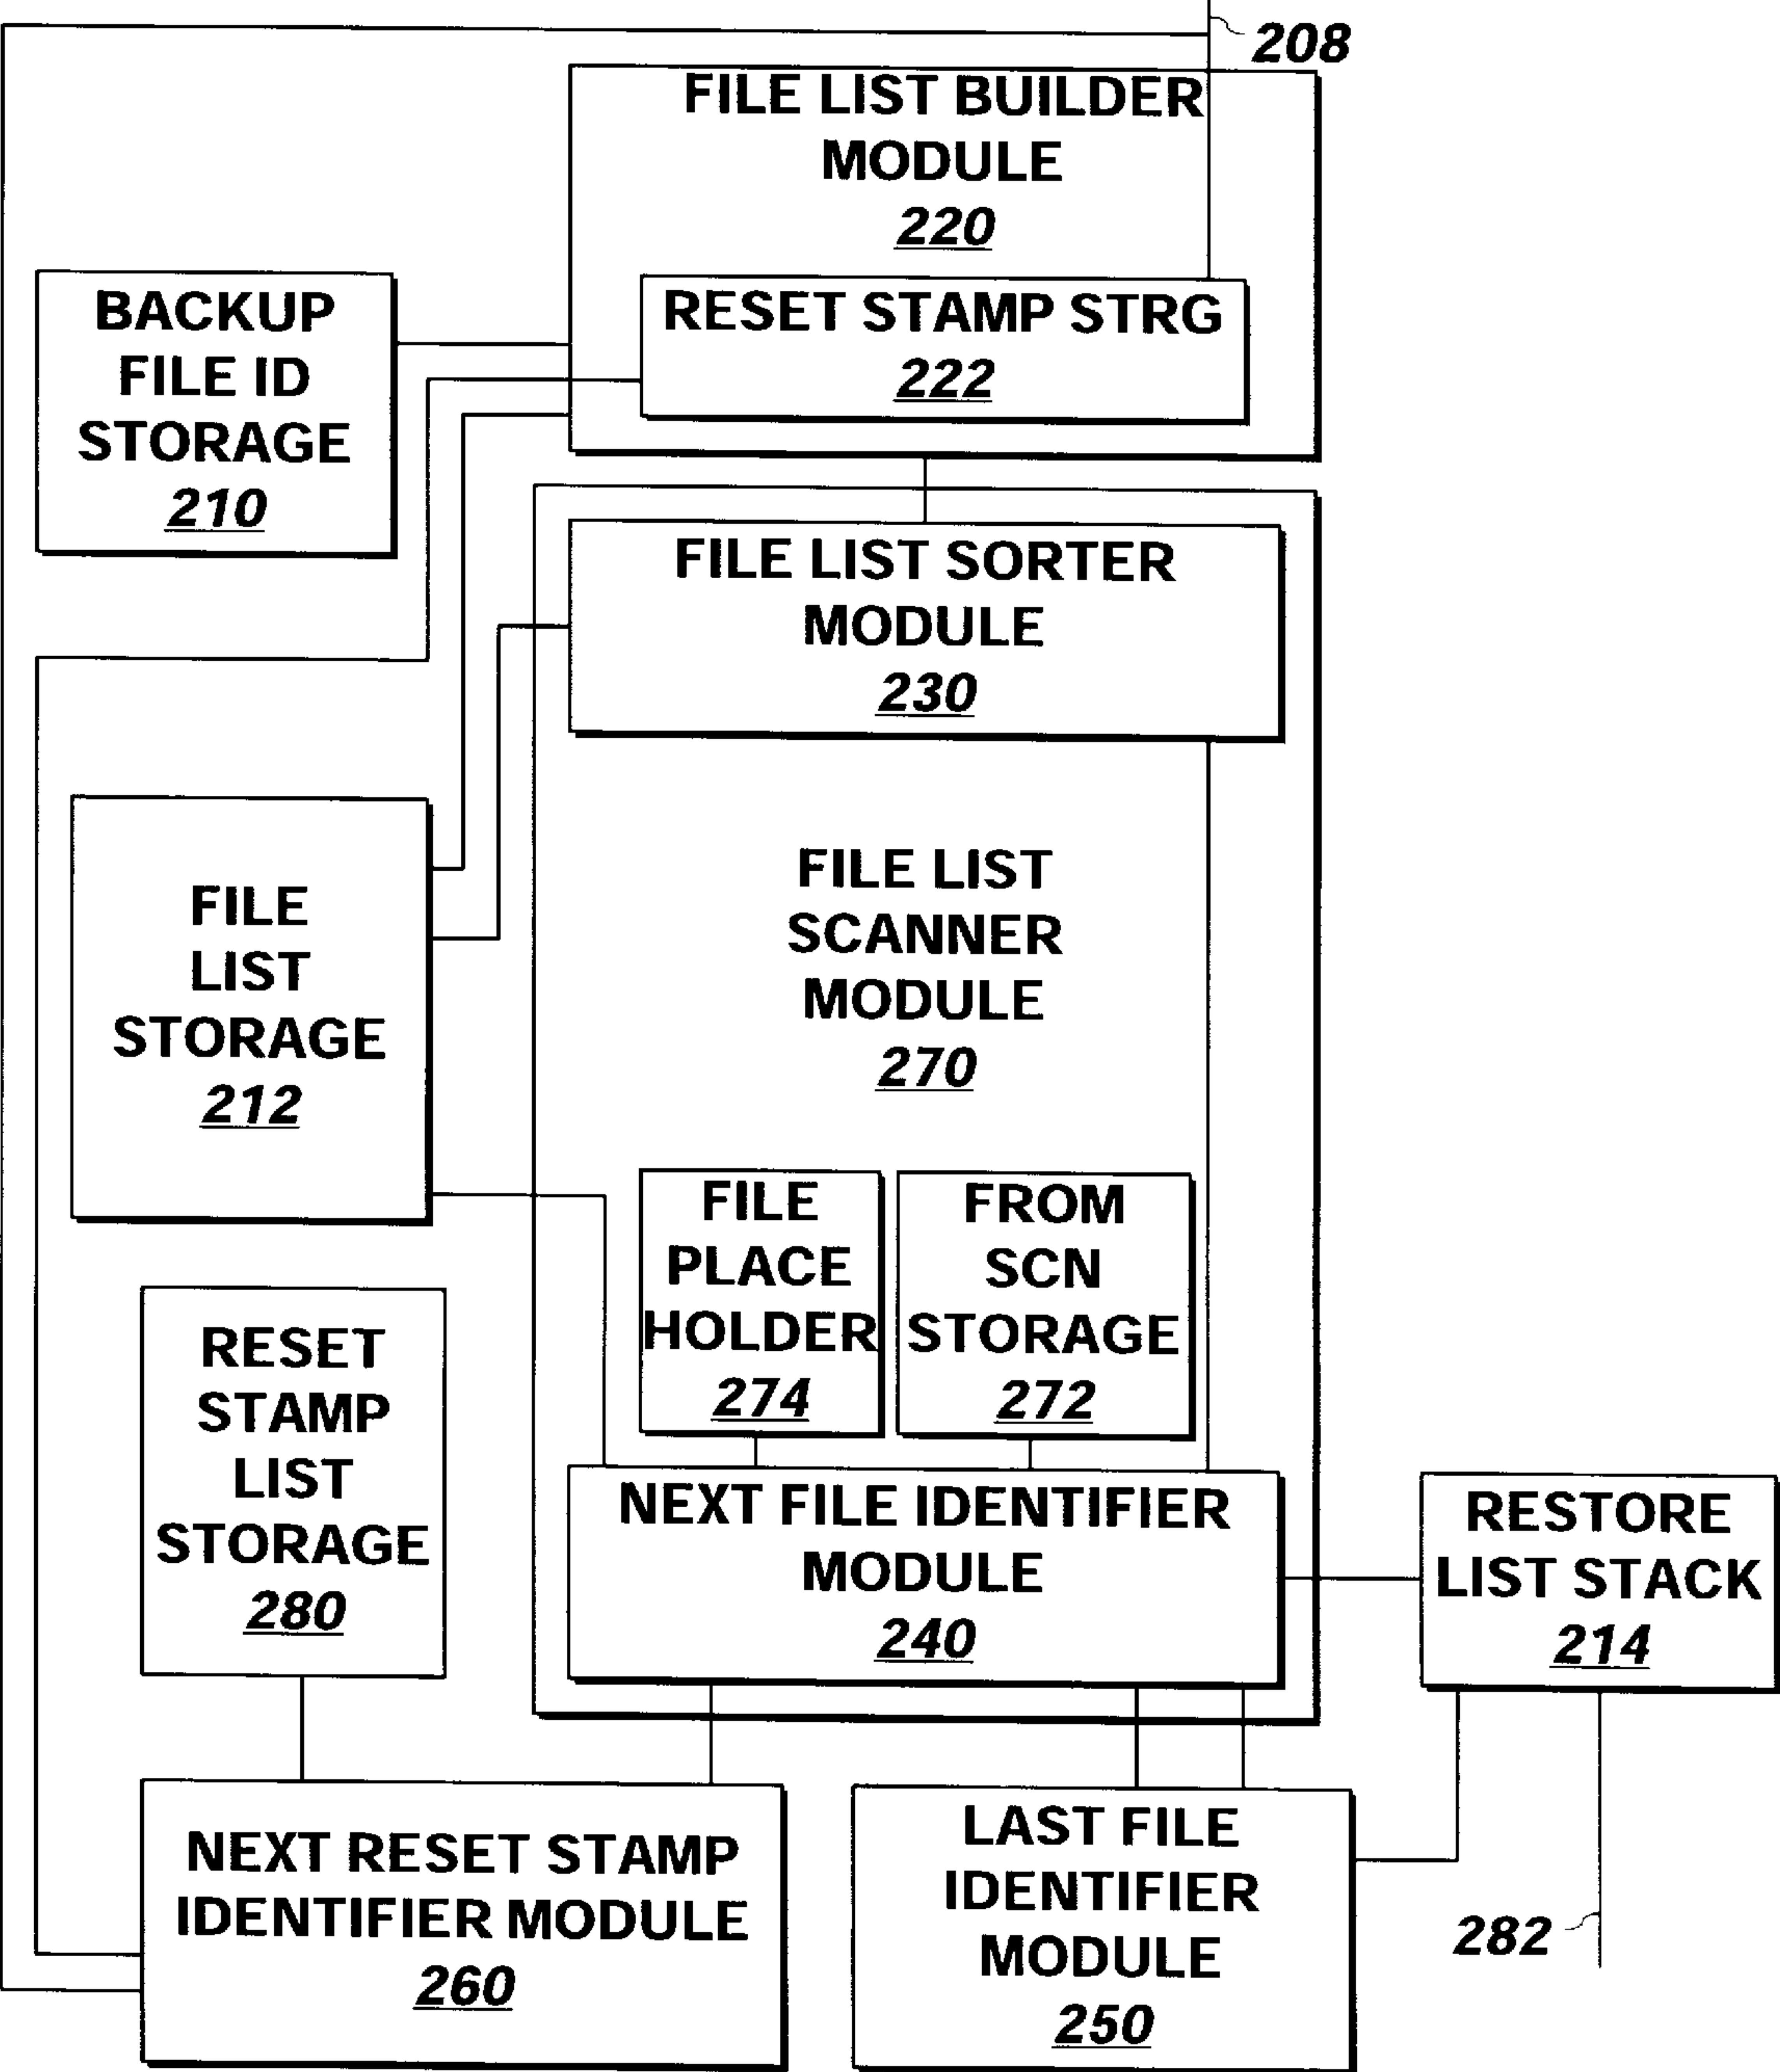 208
FILE LIST BUILDER
MODULE
220
RESET STAMP STRG
222
BACKUP
FILE ID
STORAGE
210
FILE LIST SORTER
MODULE
230
FILE
LIST
STORAGE
212
FILE LIST
SCANNER
MODULE
270
FILE
PLACE
HOLDER
274
FROM
SCN
STORAGE
272
RESET
STAMP
LIST
STORAGE
280
NEXT FILE IDENTIFIER
MODULE
240
RESTORE
LIST STACK
214
NEXT RESET STAMP
IDENTIFIER MODULE
260
LAST FILE
IDENTIFIER
MODULE
250
282